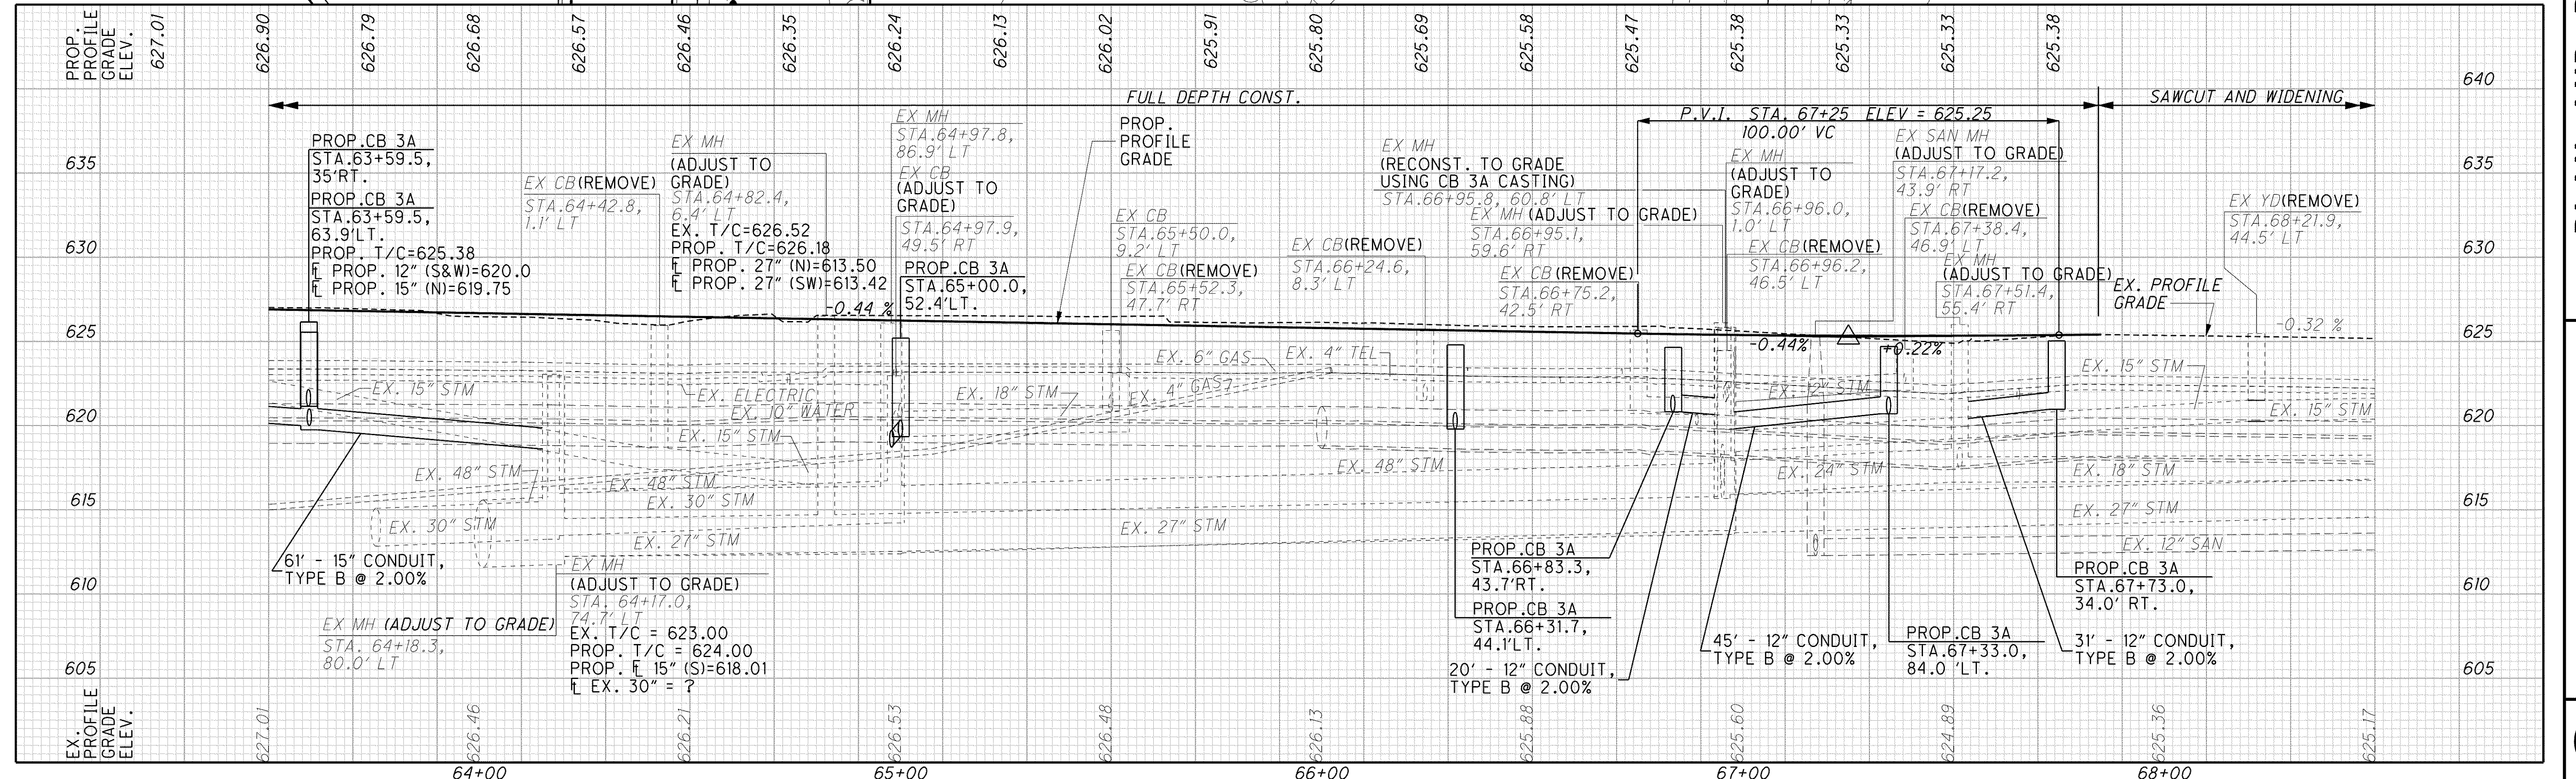 PROP.
PROFILE
GRADE
ELEV.
627.01
626.90
626.79
626.68
626.57
626.46
626.35
626.24
626.13
626.02
625.91
625.80
625.69
625.58
625.47
625.38
625.33
625.33
625.38
640
FULL DEPTH CONST.
SAWCUT AND WIDENING
P.V.I. STA. 67+25 ELEV = 625.25
100.00' VC
635
635
630
630
625
625
620
620
615
615
610
610
605
605
PROP.CB 3A
STA.63+59.5,
35'RT.
PROP.CB 3A
STA.63+59.5,
63.9'LT.
PROP. T/C=625.38
℄ PROP. 12" (S&W)=620.0
℄ PROP. 15" (N)=619.75
EX CB(REMOVE)
STA.64+42.8,
1.1' LT
EX MH
(ADJUST TO
GRADE)
STA.64+82.4,
6.4' LT
EX. T/C=626.52
PROP. T/C=626.18
℄ PROP. 27" (N)=613.50
℄ PROP. 27" (SW)=613.42
-0.44 %
EX MH
STA.64+97.8,
86.9' LT
EX CB
(ADJUST TO
GRADE)
STA.64+97.9,
49.5' RT
PROP.CB 3A
STA.65+00.0,
52.4'LT.
PROP.
PROFILE
GRADE
EX CB
STA.65+50.0,
9.2' LT
EX CB(REMOVE)
STA.65+52.3,
47.7' RT
EX CB(REMOVE)
STA.66+24.6,
8.3' LT
EX MH
(RECONST. TO GRADE
USING CB 3A CASTING)
STA.66+95.8, 60.8' LT
EX MH (ADJUST TO GRADE)
STA.66+95.1,
59.6' RT
EX CB(REMOVE)
STA.66+75.2,
42.5' RT
EX MH
(ADJUST TO
GRADE)
STA.66+96.0,
1.0' LT
EX CB(REMOVE)
STA.66+96.2,
46.5' LT
EX SAN MH
(ADJUST TO GRADE)
STA.67+17.2,
43.9' RT
EX CB(REMOVE)
STA.67+38.4,
46.9' LT
EX MH
(ADJUST TO GRADE)
STA.67+51.4,
55.4' RT
EX. PROFILE
GRADE
EX YD(REMOVE)
STA.68+21.9,
44.5' LT
-0.32 %
-0.44%
+0.22%
EX. 15" STM
EX. ELECTRIC
EX. 10" WATER
EX. 15" STM
EX. 18" STM
EX. 4" GAS
EX. 6" GAS
EX. 4" TEL
EX. 12" STM
EX. 15" STM
EX. 15" STM
EX. 48" STM
EX. 48" STM
EX. 30" STM
EX. 30" STM
EX. 27" STM
EX. 27" STM
EX. 48" STM
EX. 24" STM
EX. 18" STM
EX. 27" STM
EX. 12" SAN
61' - 15" CONDUIT,
TYPE B @ 2.00%
EX MH (ADJUST TO GRADE)
STA. 64+18.3,
80.0' LT
EX MH
(ADJUST TO GRADE)
STA. 64+17.0,
74.7' LT
EX. T/C = 623.00
PROP. T/C = 624.00
PROP. ℄ 15" (S)=618.01
℄ EX. 30" = ?
PROP.CB 3A
STA.66+83.3,
43.7'RT.
PROP.CB 3A
STA.66+31.7,
44.1'LT.
20' - 12" CONDUIT,
TYPE B @ 2.00%
45' - 12" CONDUIT,
TYPE B @ 2.00%
PROP.CB 3A
STA.67+33.0,
84.0 'LT.
PROP.CB 3A
STA.67+73.0,
34.0' RT.
31' - 12" CONDUIT,
TYPE B @ 2.00%
EX.
PROFILE
GRADE
ELEV.
627.01
626.46
626.21
626.53
626.48
626.13
625.88
625.60
624.89
625.36
625.17
64+00
65+00
66+00
67+00
68+00